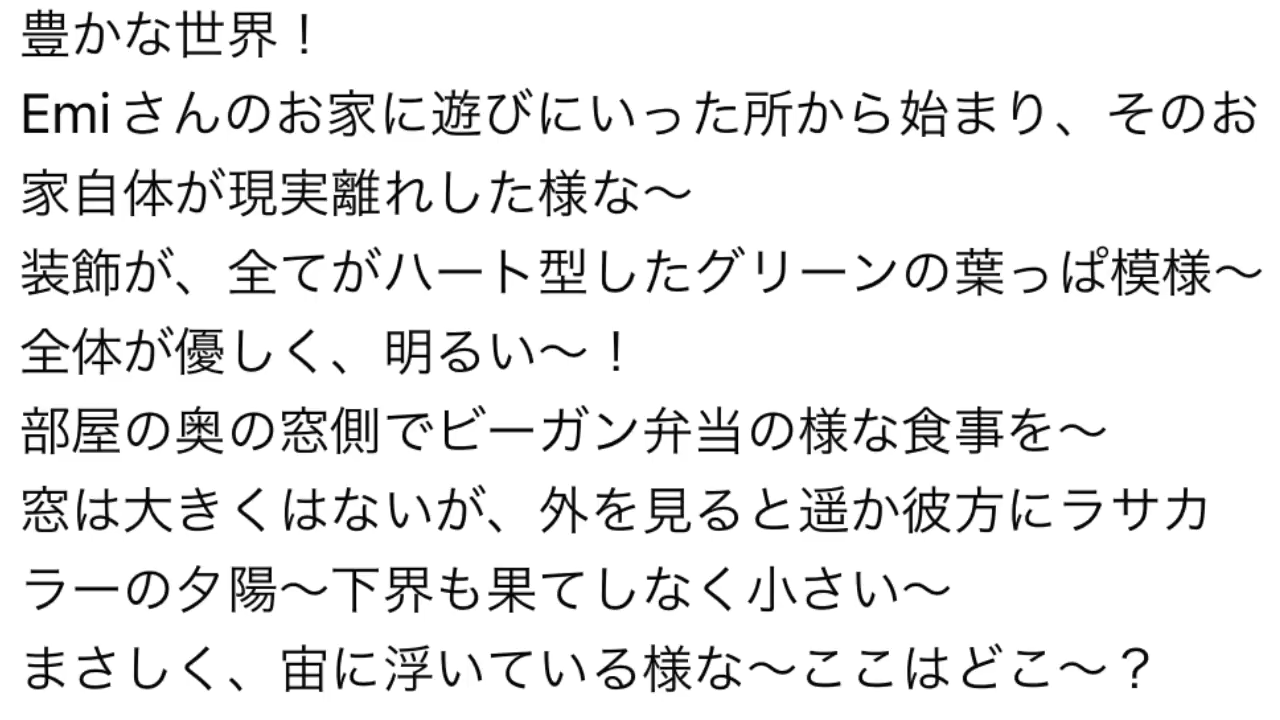 豊かな世界！
Emiさんのお家に遊びにいった所から始まり、そのお
家自体が現実離れした様な〜
装飾が、全てがハート型したグリーンの葉っぱ模様〜
全体が優しく、明るい〜！
部屋の奥の窓側でビーガン弁当の様な食事を〜
窓は大きくはないが、外を見ると遥か彼方にラサカ
ラーの夕陽〜下界も果てしなく小さい〜
まさしく、宙に浮いている様な〜ここはどこ〜？